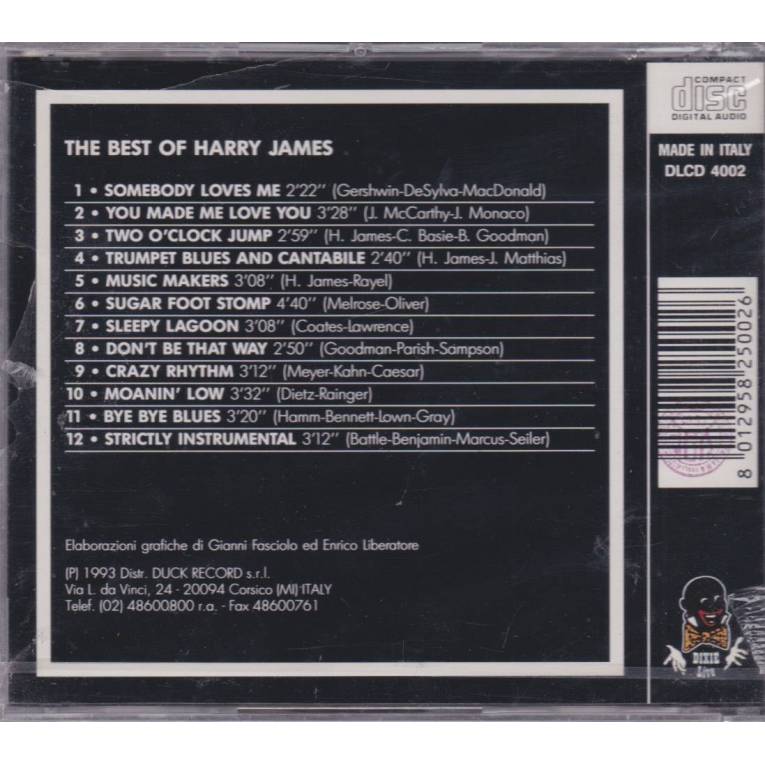 COMPACT
disc
DIGITAL AUDIO
MADE IN ITALY
DLCD 4002
THE BEST OF HARRY JAMES
1 • SOMEBODY LOVES ME 2'22'' (Gershwin-DeSylva-MacDonald)
2 • YOU MADE ME LOVE YOU 3'28'' (J. McCarthy-J. Monaco)
3 • TWO O'CLOCK JUMP 2'59'' (H. James-C. Basie-B. Goodman)
4 • TRUMPET BLUES AND CANTABILE 2'40'' (H. James-J. Matthias)
5 • MUSIC MAKERS 3'08'' (H. James-Rayel)
6 • SUGAR FOOT STOMP 4'40'' (Melrose-Oliver)
7 • SLEEPY LAGOON 3'08'' (Coates-Lawrence)
8 • DON'T BE THAT WAY 2'50'' (Goodman-Parish-Sampson)
9 • CRAZY RHYTHM 3'12'' (Meyer-Kahn-Caesar)
10 • MOANIN' LOW 3'32'' (Dietz-Rainger)
11 • BYE BYE BLUES 3'20'' (Hamm-Bennett-Lown-Gray)
12 • STRICTLY INSTRUMENTAL 3'12'' (Battle-Benjamin-Marcus-Seiler)
8 012958 250026
Elaborazioni grafiche di Gianni Fasciolo ed Enrico Liberatore
(P) 1993 Distr. DUCK RECORD s.r.l.
Via L. da Vinci, 24 - 20094 Corsico (MI) ITALY
Telef. (02) 48600800 r.a. - Fax 48600761
DIXIE
Live